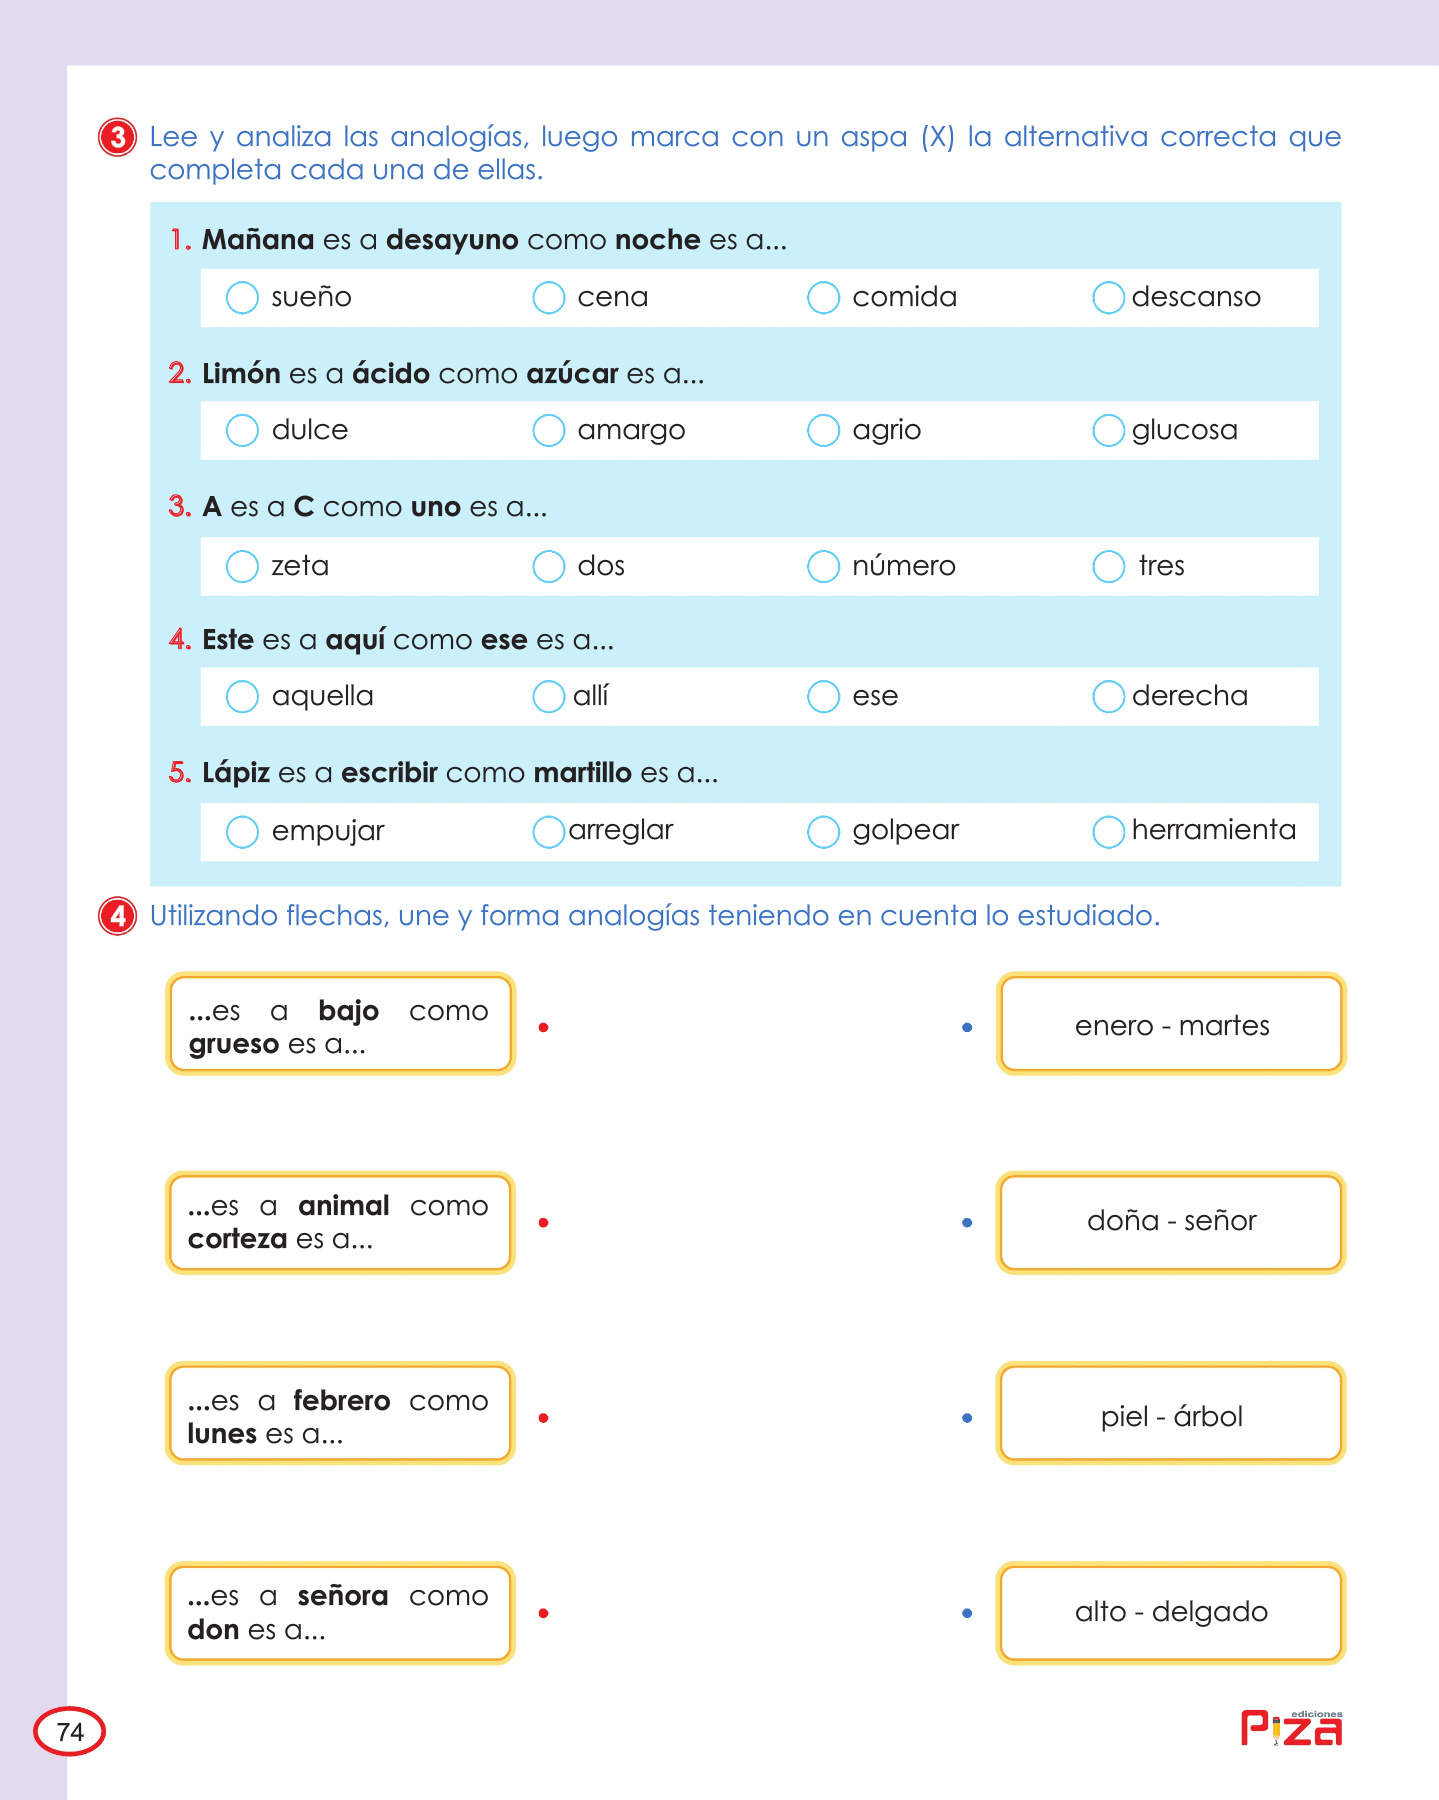 3 Lee y analiza las analogías, luego marca con un aspa (X) la alternativa correcta que
completa cada una de ellas.
1. Mañana es a desayuno como noche es a...
sueño cena comida descanso
2. Limón es a ácido como azúcar es a...
dulce amargo agrio glucosa
3. A es a C como uno es a...
zeta dos número tres
4. Este es a aquí como ese es a...
aquella allí ese derecha
5. Lápiz es a escribir como martillo es a...
empujar arreglar golpear herramienta
4 Utilizando flechas, une y forma analogías teniendo en cuenta lo estudiado.
...es a bajo como
grueso es a...
enero - martes
...es a animal como
corteza es a...
doña - señor
...es a febrero como
lunes es a...
piel - árbol
...es a señora como
don es a...
alto - delgado
74
ediciones
Piza